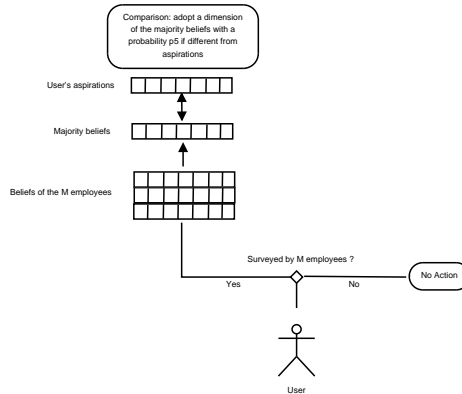 Comparison: adopt a dimension
of the majority beliefs with a
probability p5 if different from
aspirations
User's aspirations
Majority beliefs
Beliefs of the M employees
Surveyed by M employees ?
Yes
No
No Action
User